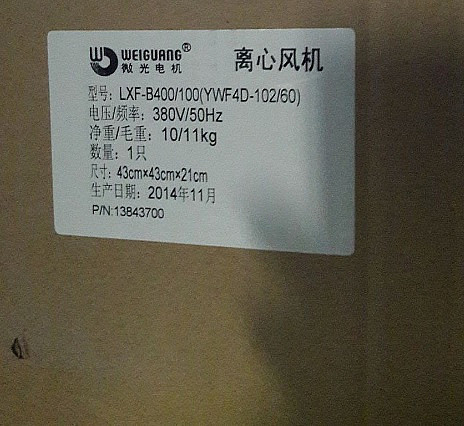 WEIGUANG®
微光电机
离心风机
型号: LXF-B400/100(YWF4D-102/60)
电压/频率: 380V/50Hz
净重/毛重: 10/11kg
数量: 1只
尺寸: 43cm×43cm×21cm
生产日期: 2014年11月
P/N:13843700